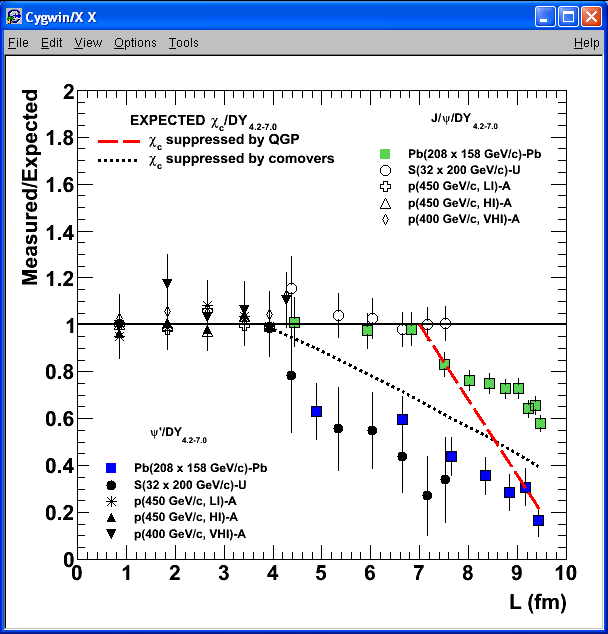 Cygwin/X X
File Edit View Options Tools Help
Measured/Expected
2
1.8
1.6
1.4
1.2
1
0.8
0.6
0.4
0.2
0
EXPECTED χc/DY4.2-7.0
χc suppressed by QGP
χc suppressed by comovers
J/ψ/DY4.2-7.0
Pb(208 x 158 GeV/c)-Pb
S(32 x 200 GeV/c)-U
p(450 GeV/c, LI)-A
p(450 GeV/c, HI)-A
p(400 GeV/c, VHI)-A
ψ'/DY4.2-7.0
Pb(208 x 158 GeV/c)-Pb
S(32 x 200 GeV/c)-U
p(450 GeV/c, LI)-A
p(450 GeV/c, HI)-A
p(400 GeV/c, VHI)-A
0 1 2 3 4 5 6 7 8 9 10
L (fm)